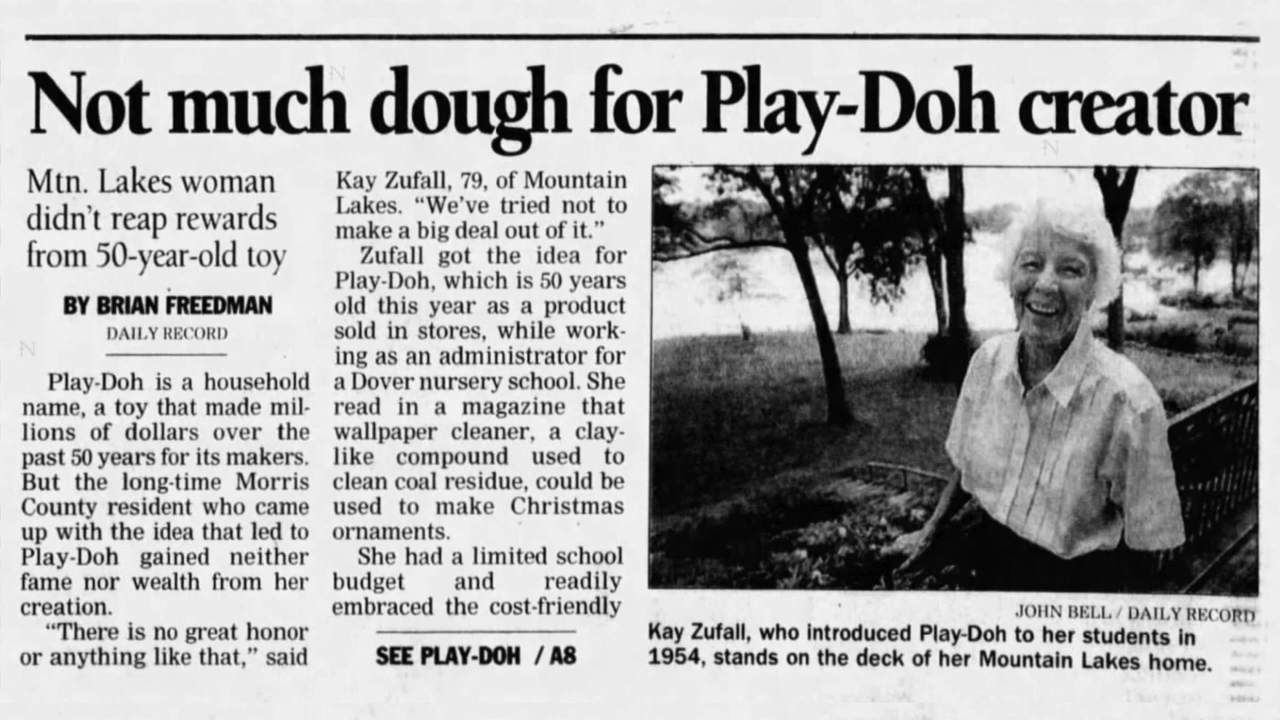 Not much dough for Play-Doh creator
Mtn. Lakes woman
didn't reap rewards
from 50-year-old toy
BY BRIAN FREEDMAN
DAILY RECORD
Play-Doh is a household
name, a toy that made mil-
lions of dollars over the
past 50 years for its makers.
But the long-time Morris
County resident who came
up with the idea that led to
Play-Doh gained neither
fame nor wealth from her
creation.
“There is no great honor
or anything like that,” said
Kay Zufall, 79, of Mountain
Lakes. “We've tried not to
make a big deal out of it.”
Zufall got the idea for
Play-Doh, which is 50 years
old this year as a product
sold in stores, while work-
ing as an administrator for
a Dover nursery school. She
read in a magazine that
wallpaper cleaner, a clay-
like compound used to
clean coal residue, could be
used to make Christmas
ornaments.
She had a limited school
budget and readily
embraced the cost-friendly
SEE PLAY-DOH / A8
JOHN BELL / DAILY RECORD
Kay Zufall, who introduced Play-Doh to her students in
1954, stands on the deck of her Mountain Lakes home.